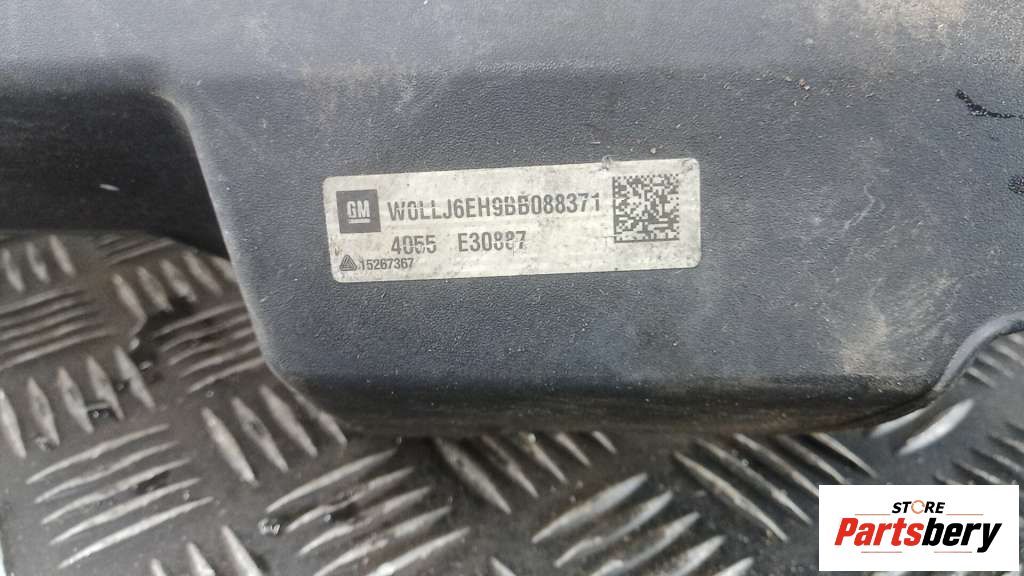 GM
W0LLJ6EH9BB088371
4055 E30887
15267367
STORE
Partsbery